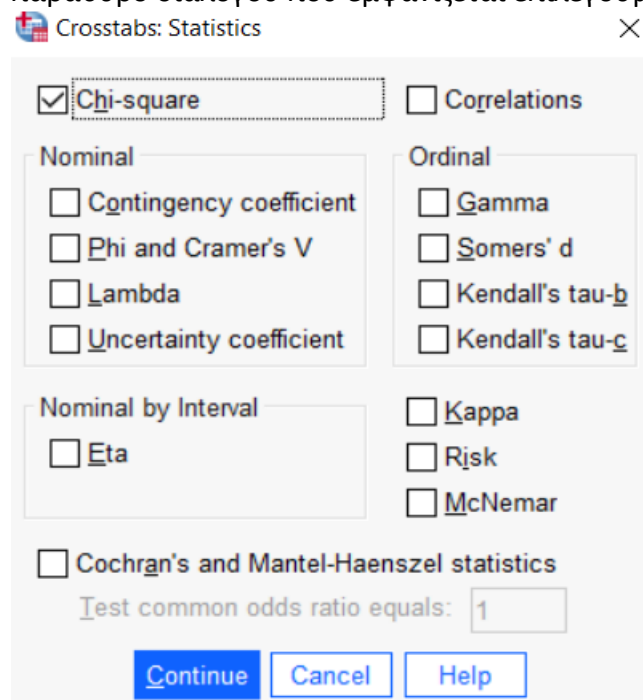 Crosstabs: Statistics
Chi-square
Correlations
Nominal
Contingency coefficient
Phi and Cramer's V
Lambda
Uncertainty coefficient
Ordinal
Gamma
Somers' d
Kendall's tau-b
Kendall's tau-c
Nominal by Interval
Eta
Kappa
Risk
McNemar
Cochran's and Mantel-Haenszel statistics
Test common odds ratio equals: 1
Continue Cancel Help